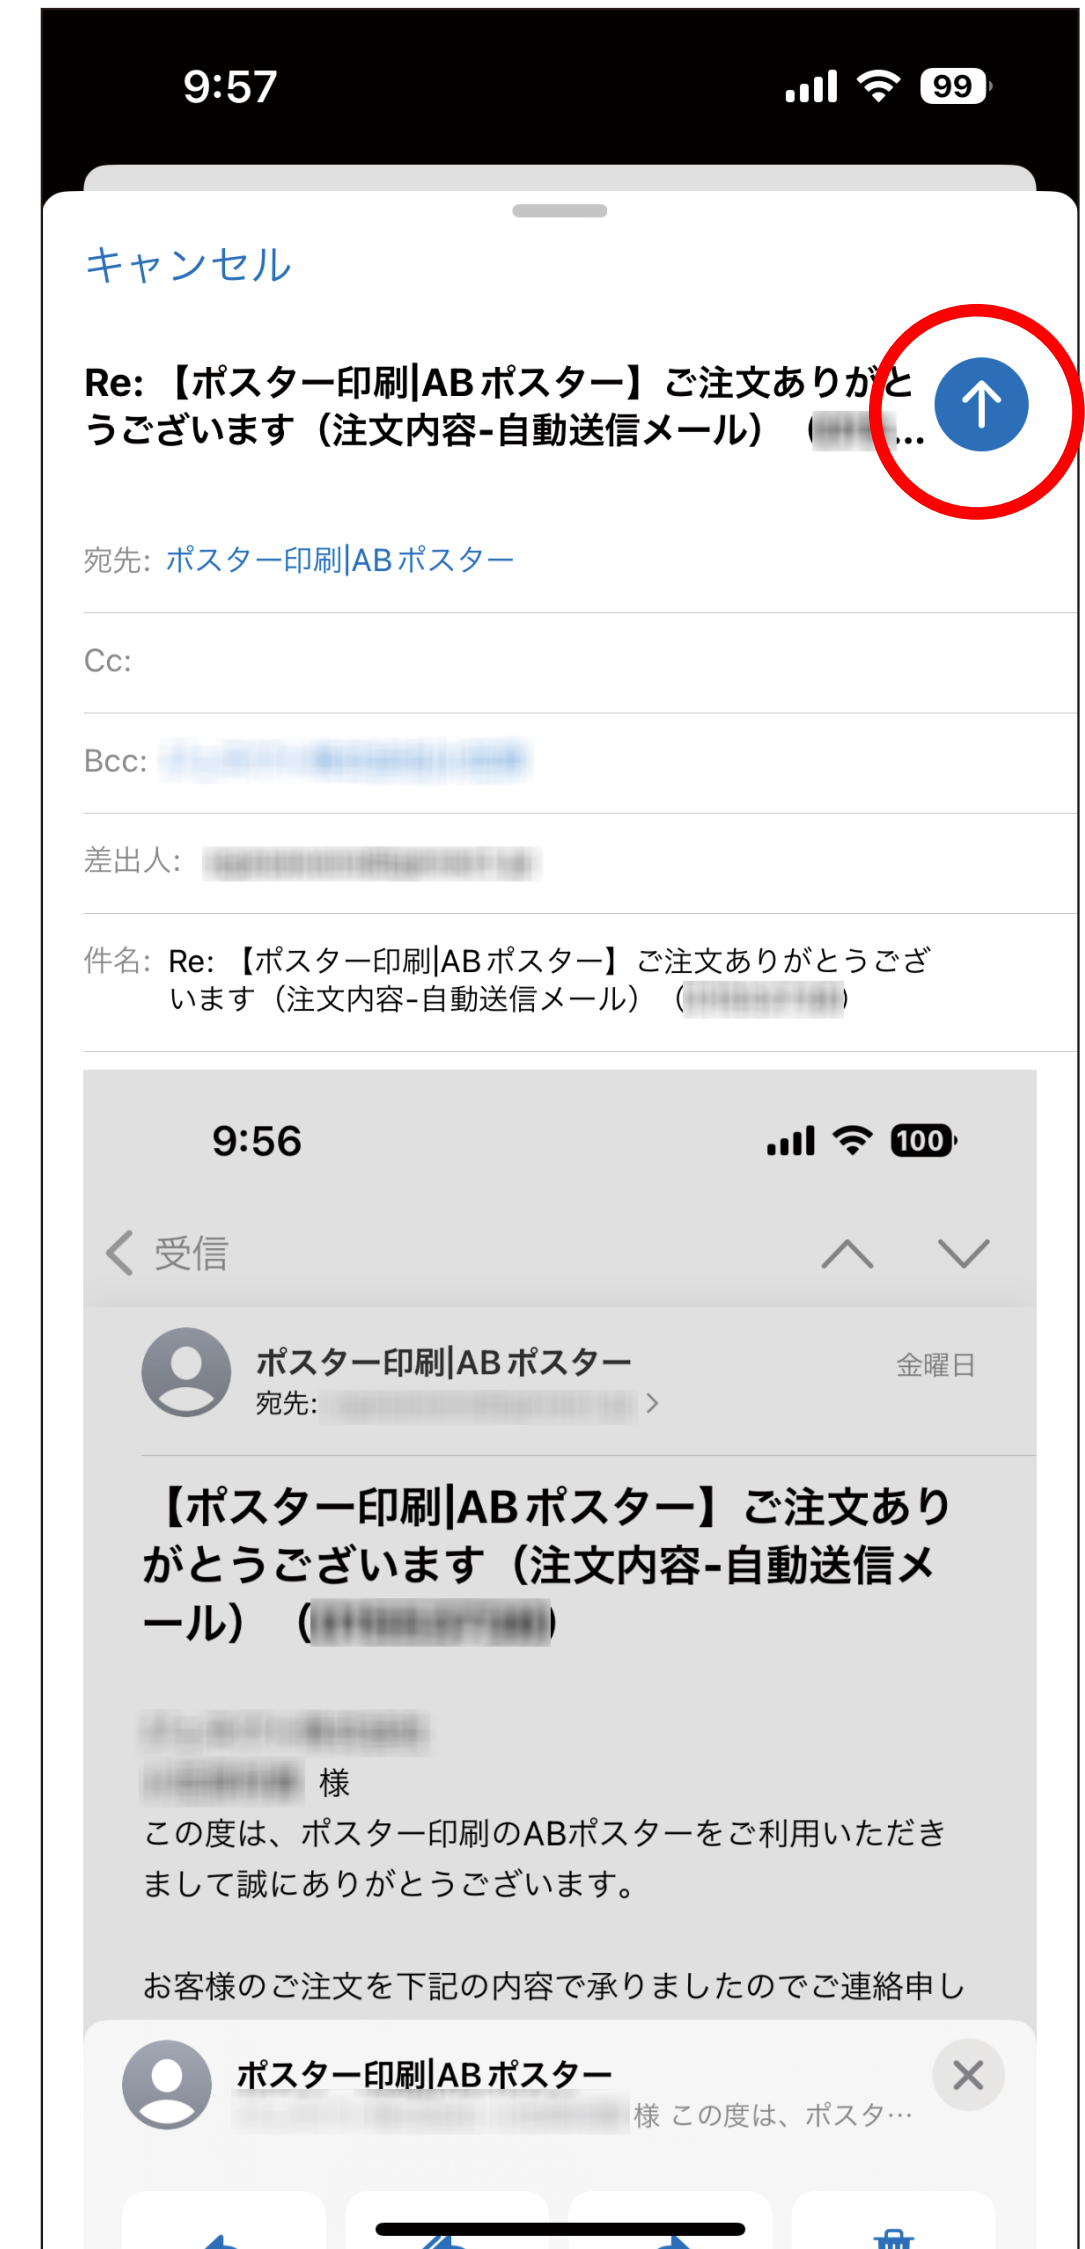 9:57
99
キャンセル
Re: 【ポスター印刷|ABポスター】ご注文ありがと
うございます（注文内容-自動送信メール）（...
宛先: ポスター印刷|ABポスター
Cc:
Bcc:
差出人:
件名: Re: 【ポスター印刷|ABポスター】ご注文ありがとうござ
います（注文内容-自動送信メール）（）
9:56
100
受信
ポスター印刷|ABポスター
金曜日
宛先:
【ポスター印刷|ABポスター】ご注文あり
がとうございます（注文内容-自動送信メ
ール）（）
様
この度は、ポスター印刷のABポスターをご利用いただき
まして誠にありがとうございます。
お客様のご注文を下記の内容で承りましたのでご連絡申し
ポスター印刷|ABポスター
様 この度は、ポスタ…